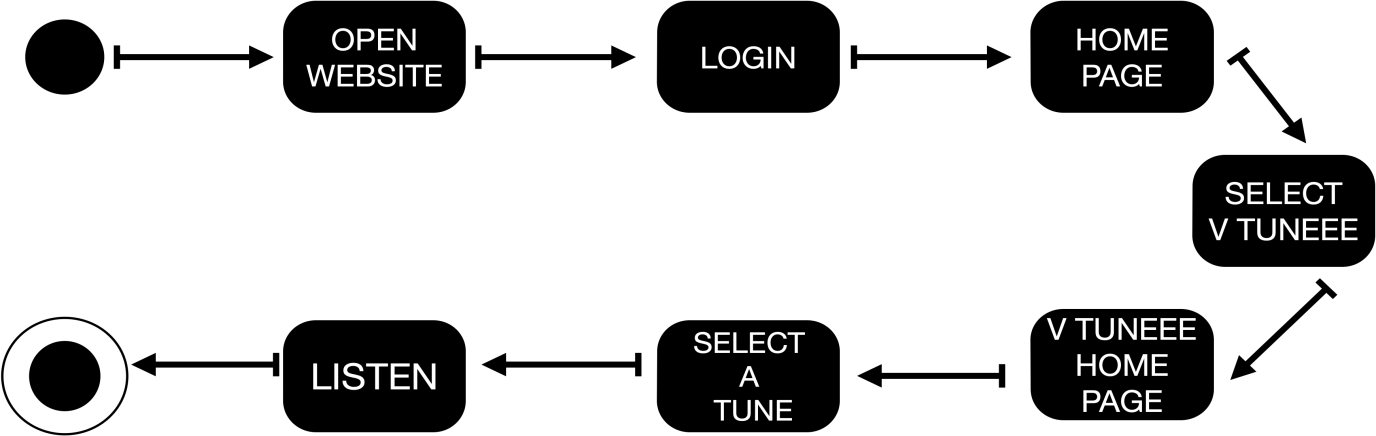 OPEN
WEBSITE
LOGIN
HOME
PAGE
SELECT
V TUNEEE
V TUNEEE
HOME
PAGE
SELECT
A
TUNE
LISTEN